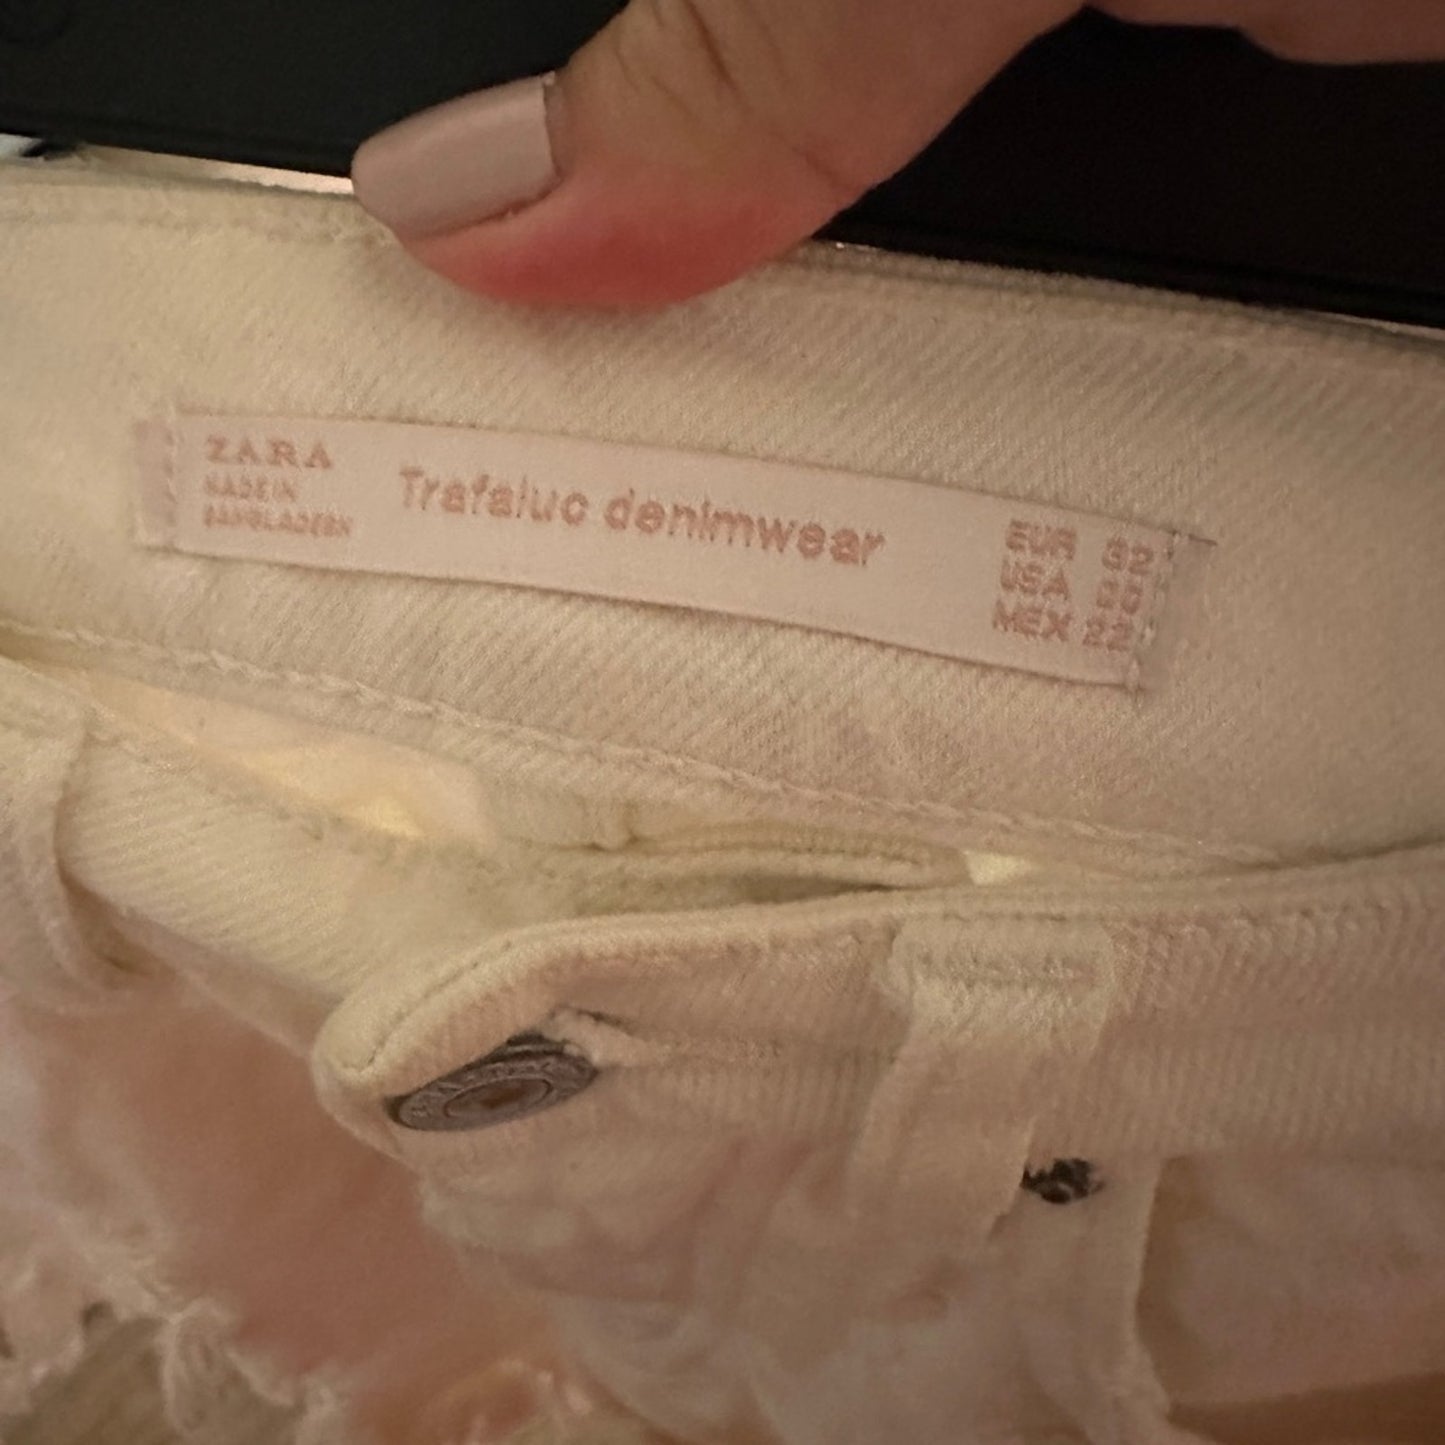 ZARA
MADE IN
BANGLADESH
Trafaluc denimwear
EUR 32
USA 00
MEX 22